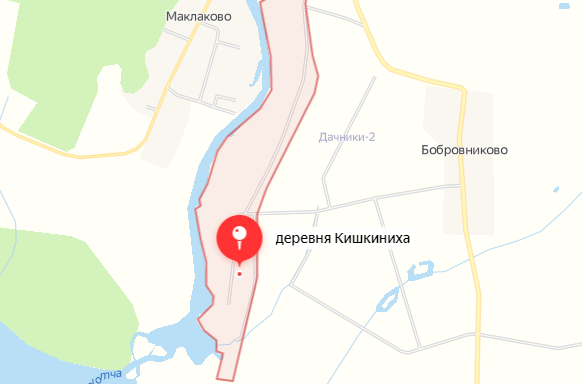 Маклаково
Дачники-2
Бобровниково
деревня Кишкиниха